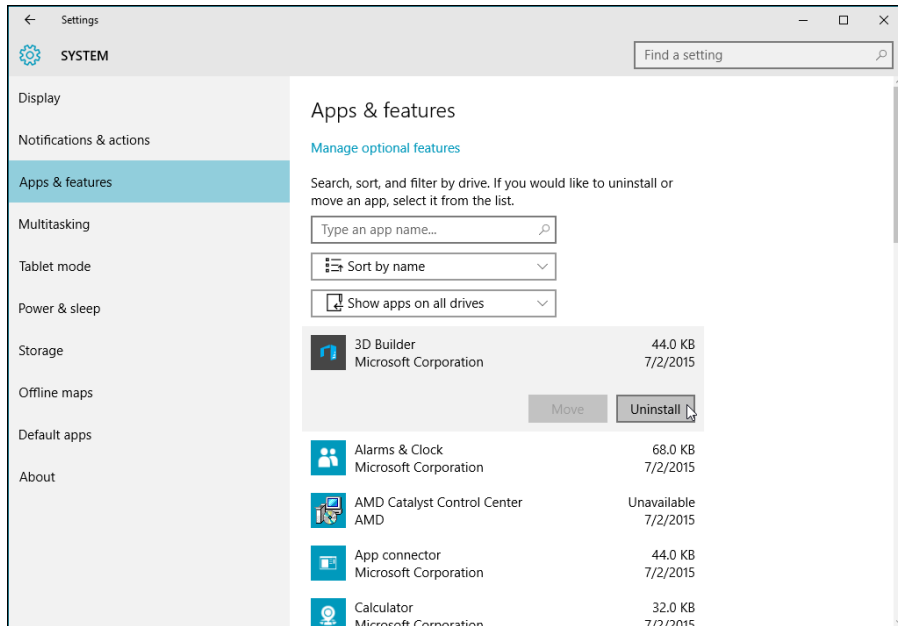 Settings
SYSTEM
Find a setting
Display
Notifications & actions
Apps & features
Multitasking
Tablet mode
Power & sleep
Storage
Offline maps
Default apps
About
Apps & features
Manage optional features
Search, sort, and filter by drive. If you would like to uninstall or
move an app, select it from the list.
Type an app name...
Sort by name
Show apps on all drives
3D Builder 44.0 KB
Microsoft Corporation 7/2/2015
Move Uninstall
Alarms & Clock 68.0 KB
Microsoft Corporation 7/2/2015
AMD Catalyst Control Center Unavailable
AMD 7/2/2015
App connector 44.0 KB
Microsoft Corporation 7/2/2015
Calculator 32.0 KB
Microsoft Corporation 7/2/2015